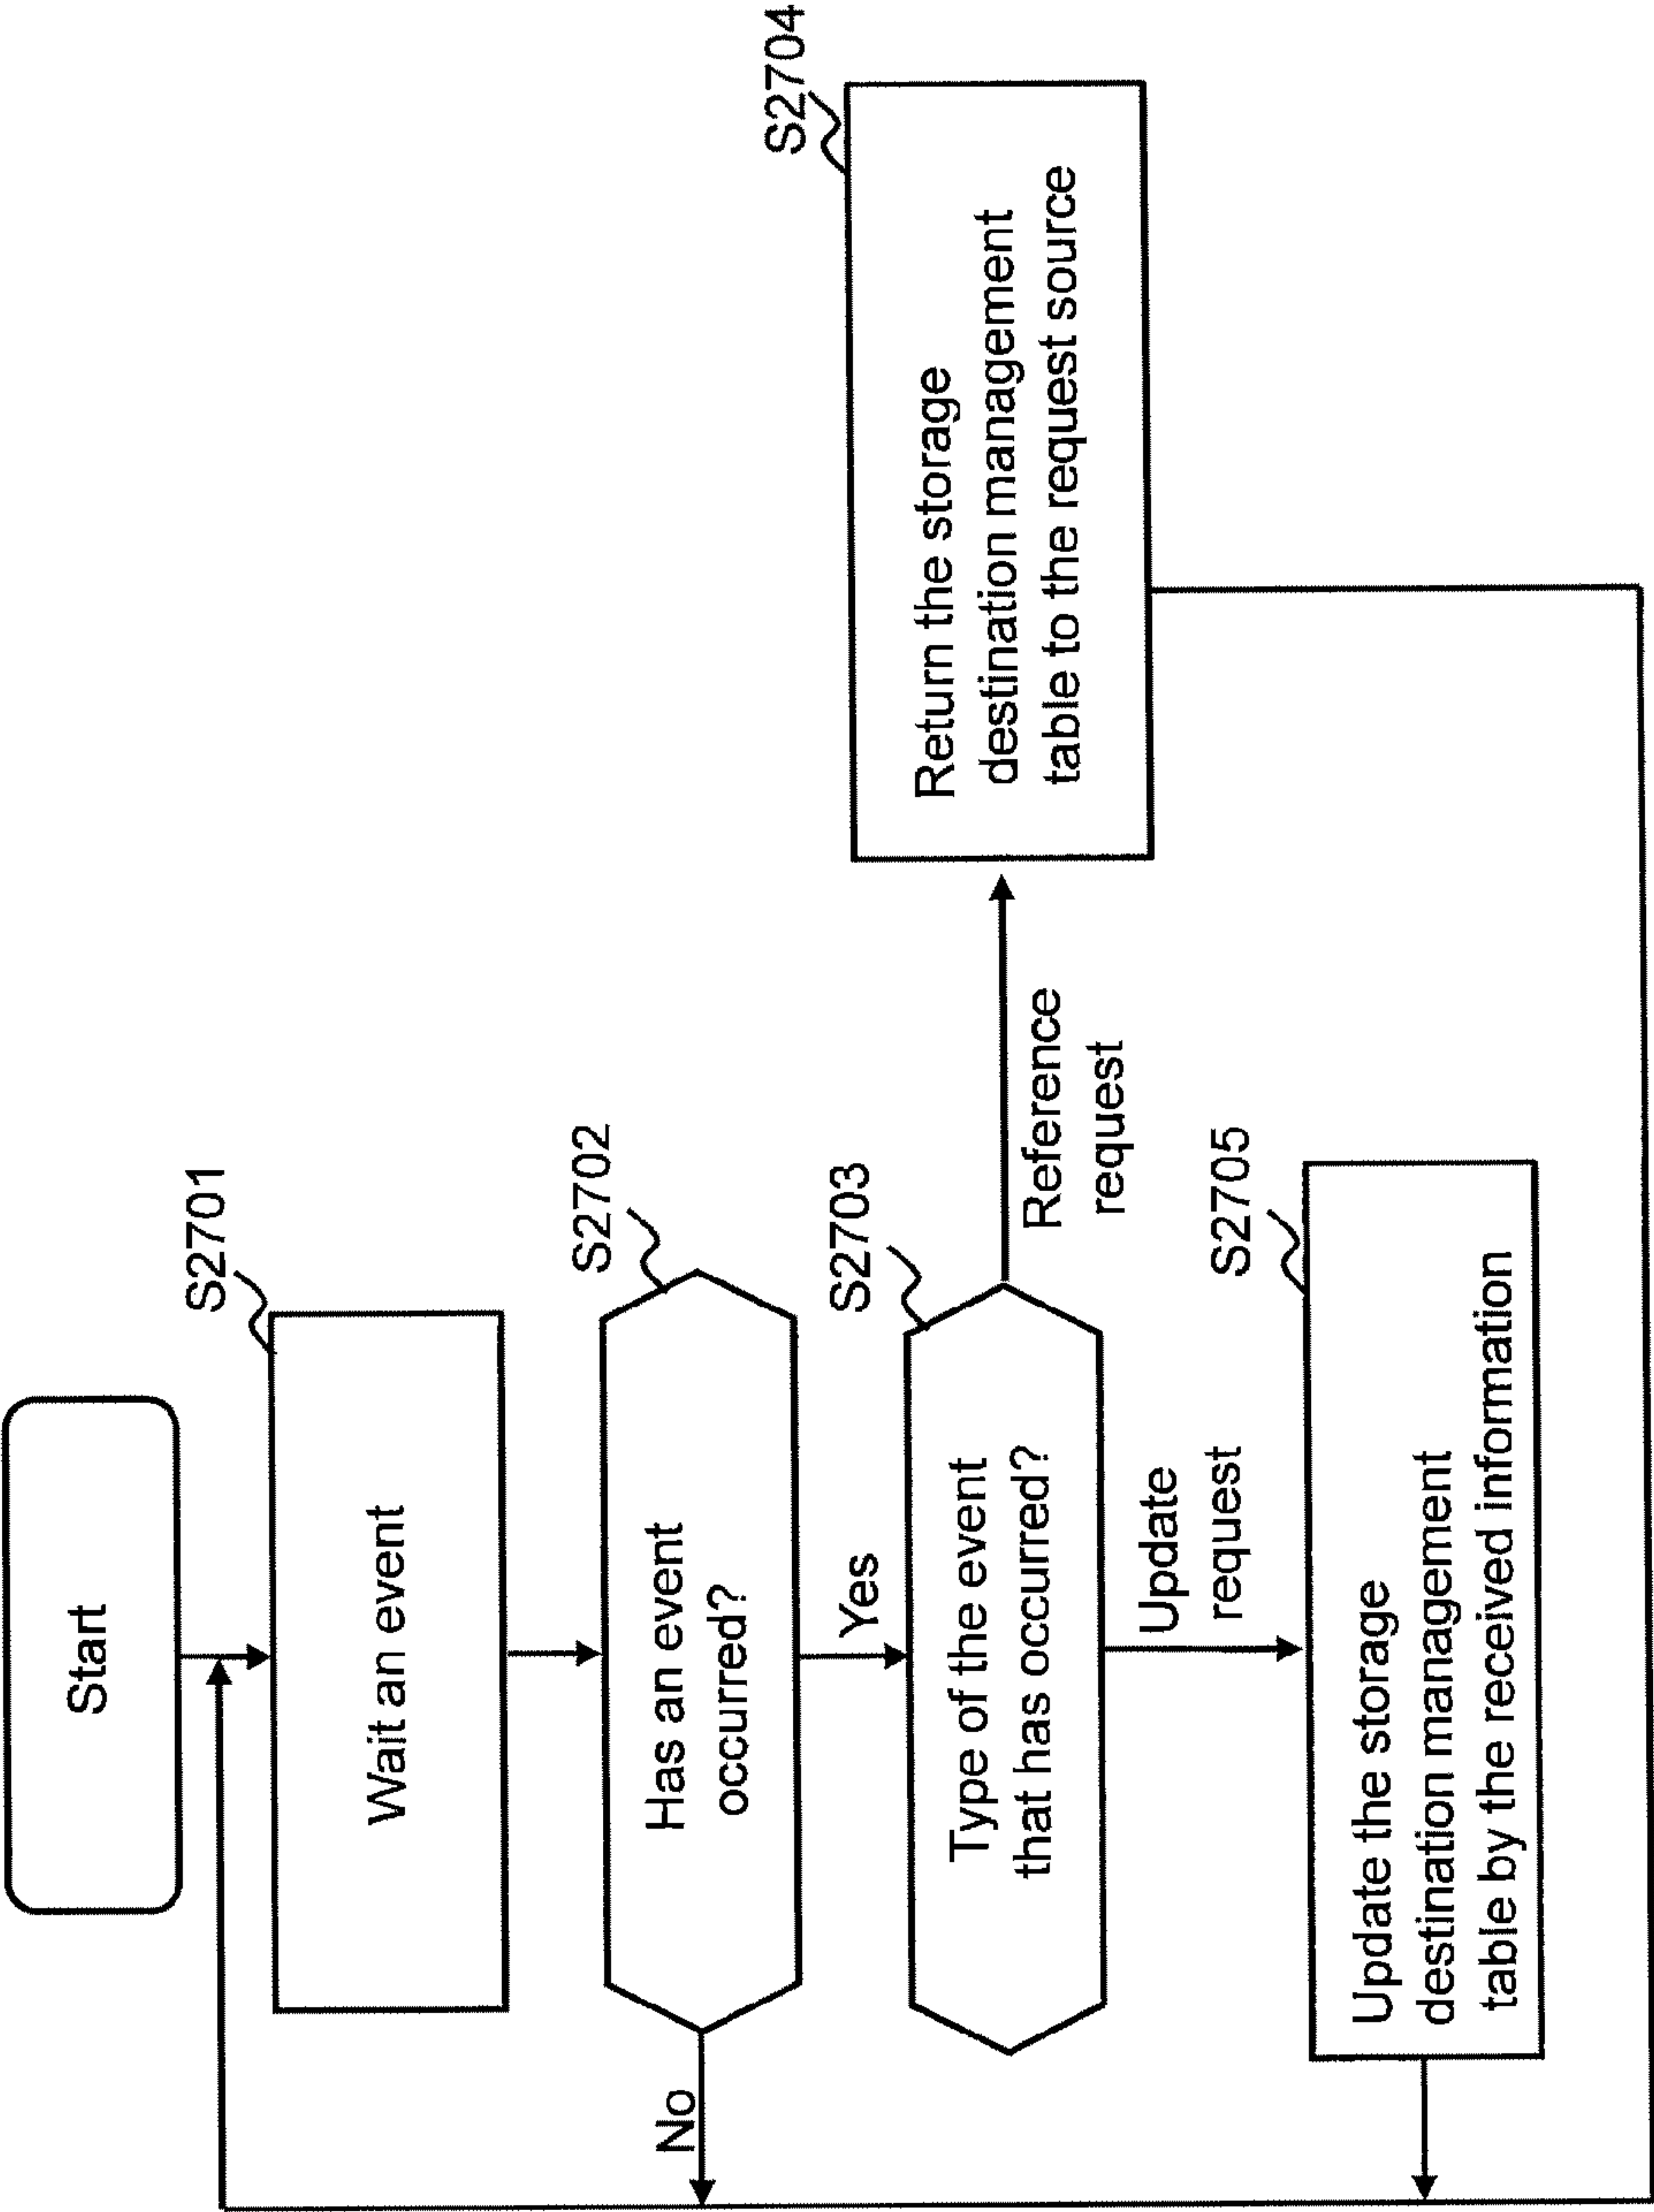 Start
S2701
Wait an event
S2702
Has an event
occurred?
No
Yes
S2703
Type of the event
that has occurred?
Reference
request
S2704
Return the storage
destination management
table to the request source
Update
request
S2705
Update the storage
destination management
table by the received information